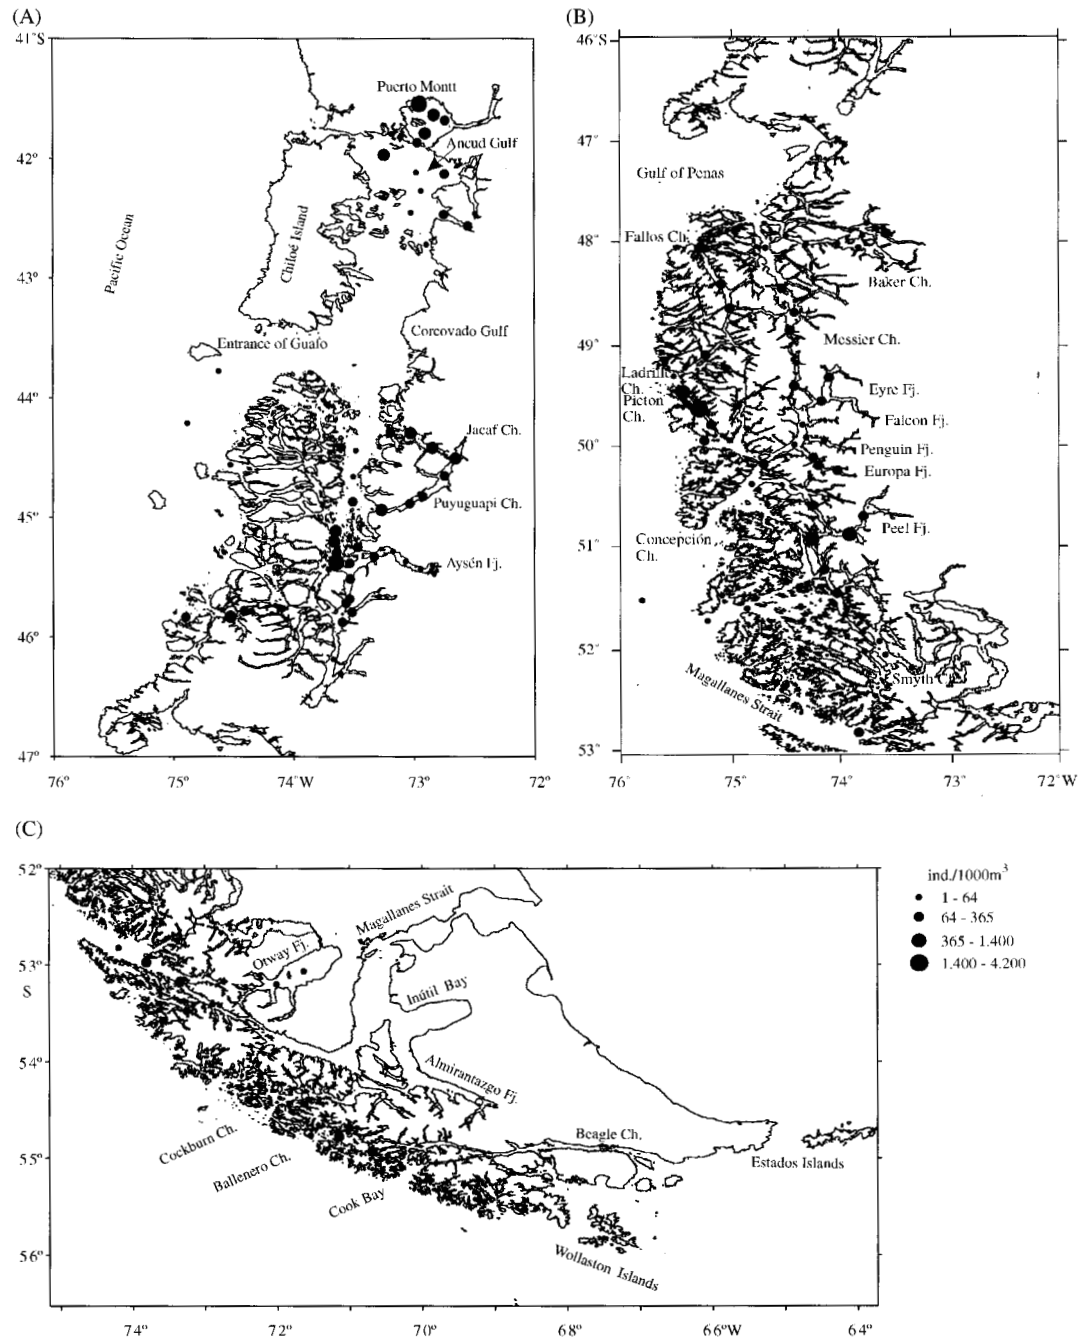 (A)
41°S
42°
43°
44°
45°
46°
47°
76°
75°
74°W
73°
72°
Puerto Montt
Ancud Gulf
Pacific Ocean
Chiloé Island
Corcovado Gulf
Entrance of Guafo
Jacaf Ch.
Puyuguapi Ch.
Aysén Fj.
(B)
46°S
47°
48°
49°
50°
51°
52°
53°
76°
75°
74°
73°
72°W
Gulf of Penas
Fallos Ch.
Baker Ch.
Messier Ch.
Ladrillo
Ch.
Picton
Ch.
Eyre Fj.
Falcon Fj.
Penguin Fj.
Europa Fj.
Peel Fj.
Concepción
Ch.
Smyth Ch.
Magallanes Strait
(C)
52°
53°
S
54°
55°
56°
74°
72°
70°
68°
66°W
64°
Magallanes Strait
Otway Fj.
Inútil Bay
Almirantazgo Fj.
Beagle Ch.
Estados Islands
Cockburn Ch.
Ballenero Ch.
Cook Bay
Wollaston Islands
ind./1000m³
1 - 64
64 - 365
365 - 1.400
1.400 - 4.200